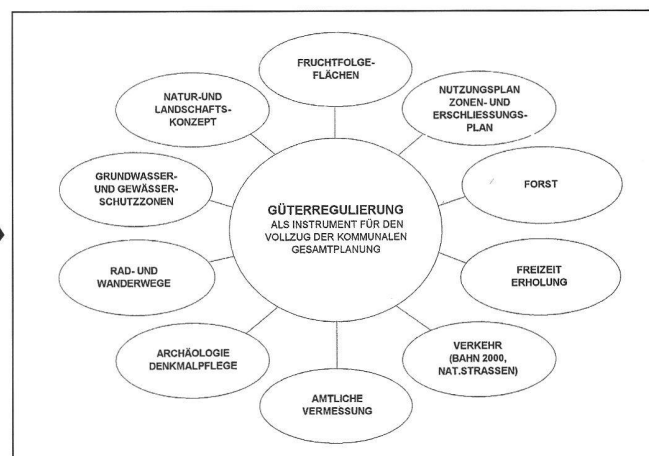 FRUCHTFOLGE-
FLÄCHEN
NUTZUNGSPLAN
ZONEN- UND
ERSCHLIESSUNGS-
PLAN
FORST
FREIZEIT
ERHOLUNG
VERKEHR
(BAHN 2000,
NAT.STRASSEN)
AMTLICHE
VERMESSUNG
ARCHÄOLOGIE
DENKMALPFLEGE
RAD- UND
WANDERWEGE
GRUNDWASSER-
UND GEWÄSSER-
SCHUTZZONEN
NATUR-UND
LANDSCHAFTS-
KONZEPT
GÜTERREGULIERUNG
ALS INSTRUMENT FÜR DEN
VOLLZUG DER KOMMUNALEN
GESAMTPLANUNG